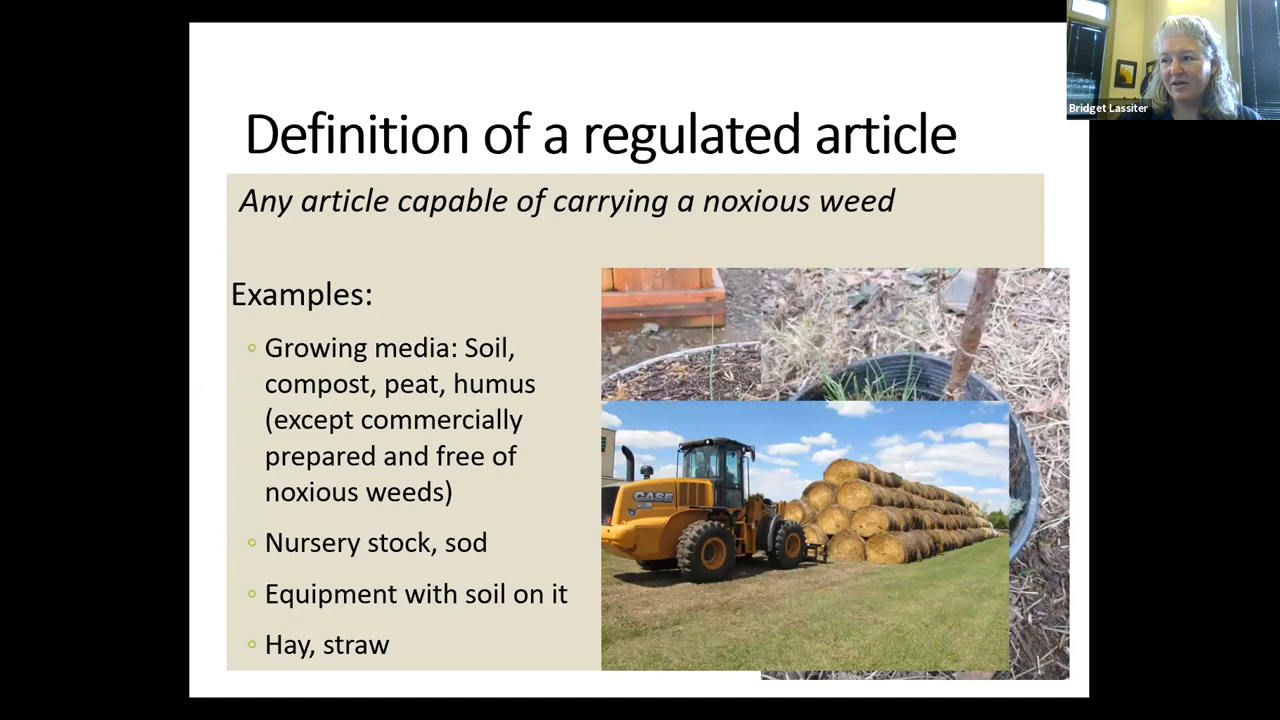 Bridget Lassiter
Definition of a regulated article
Any article capable of carrying a noxious weed
Examples:
Growing media: Soil,
compost, peat, humus
(except commercially
prepared and free of
noxious weeds)
Nursery stock, sod
Equipment with soil on it
Hay, straw
CASE